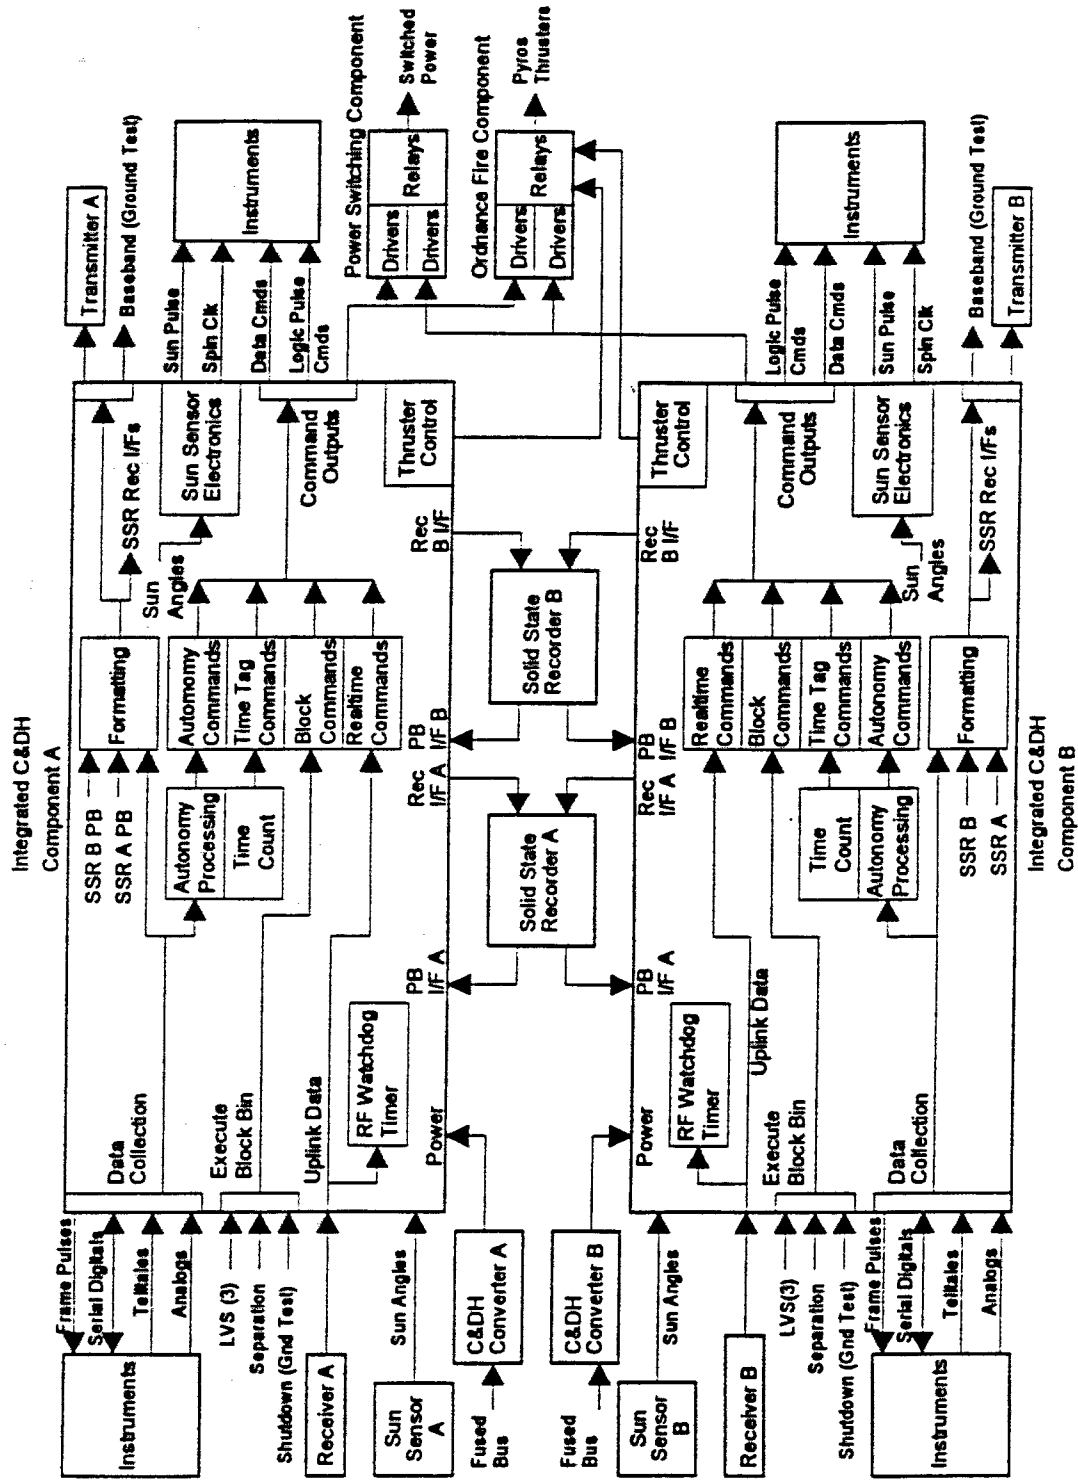 Integrated C&DH
Component A
Instruments
Frame Pulses
Serial Digitals
Telltales
Analogs
LVS (3)
Separation
Shutdown (Gnd Test)
Receiver A
Sun
Sensor
A
Sun Angles
Fused
Bus
C&DH
Converter A
Data
Collection
Execute
Block Bin
Uplink Data
RF Watchdog
Timer
Power
SSR B PB
SSR A PB
Formatting
Autonomy
Processing
Time
Count
Autonomy
Commands
Time Tag
Commands
Block
Commands
Realtime
Commands
SSR Rec I/Fs
Sun
Angles
Sun Sensor
Electronics
Command
Outputs
Thruster
Control
PB
I/F A
Rec
I/F A
PB
I/F B
Rec
B I/F
Transmitter A
Baseband (Ground Test)
Sun Pulse
Spin Clk
Data Cmds
Logic Pulse
Cmds
Instruments
Power Switching Component
Drivers
Drivers
Relays
Switched
Power
Ordnance Fire Component
Drivers
Drivers
Relays
Pyros
Thrusters
Solid State
Recorder A
Solid State
Recorder B
Fused
Bus
C&DH
Converter B
Sun
Sensor
B
Sun Angles
Receiver B
LVS(3)
Separation
Shutdown (Gnd Test)
Instruments
Frame Pulses
Serial Digitals
Telltales
Analogs
Power
PB
I/F A
Rec
I/F A
PB
I/F B
Rec
B I/F
RF Watchdog
Timer
Uplink Data
Execute
Block Bin
Data
Collection
Realtime
Commands
Block
Commands
Time Tag
Commands
Autonomy
Commands
Time
Count
Autonomy
Processing
Formatting
SSR B
SSR A
Thruster
Control
Command
Outputs
Sun Sensor
Electronics
Sun
Angles
SSR Rec I/Fs
Logic Pulse
Cmds
Data Cmds
Sun Pulse
Spin Clk
Instruments
Baseband (Ground Test)
Transmitter B
Integrated C&DH
Component B